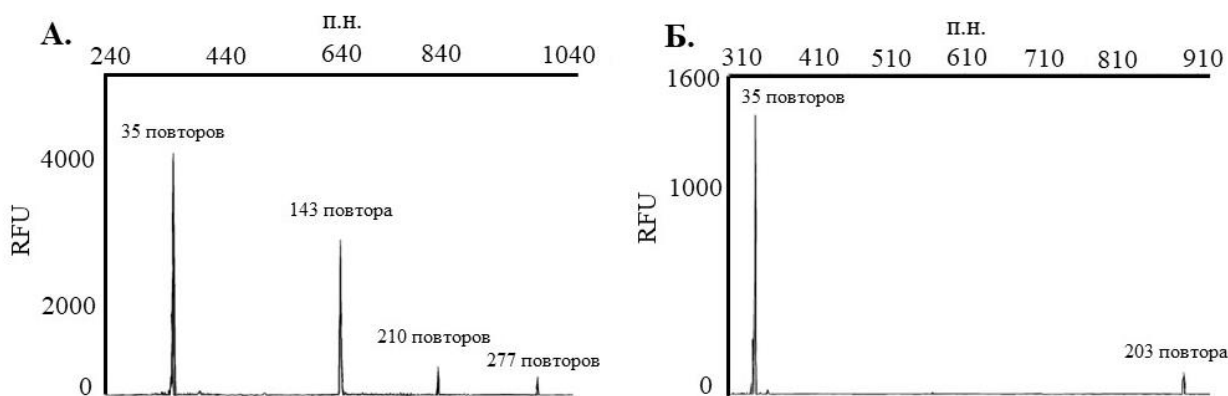 А.
п.н.
240 440 640 840 1040
4000
2000
0
RFU
35 повторов
143 повтора
210 повторов
277 повторов
Б.
п.н.
310 410 510 610 710 810 910
1600
1000
0
RFU
35 повторов
203 повтора